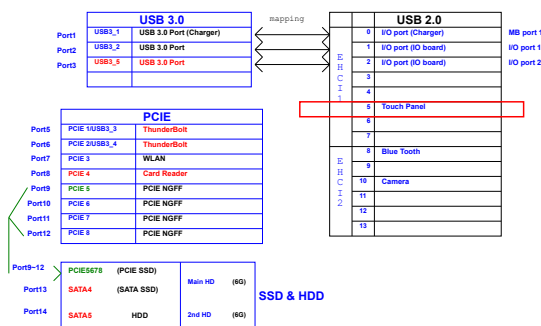 USB 3.0
Port1 USB3_1 USB 3.0 Port (Charger)
Port2 USB3_2 USB 3.0 Port
Port3 USB3_5 USB 3.0 Port
mapping
USB 2.0
EHCI1
0 I/O port (Charger) MB port 1
1 I/O port (IO board) I/O port 1
2 I/O port (IO board) I/O port 2
3
4
5 Touch Panel
6
7
EHCI2
8 Blue Tooth
9
10 Camera
11
12
13
PCIE
Port5 PCIE 1/USB3_3 ThunderBolt
Port6 PCIE 2/USB3_4 ThunderBolt
Port7 PCIE 3 WLAN
Port8 PCIE 4 Card Reader
Port9 PCIE 5 PCIE NGFF
Port10 PCIE 6 PCIE NGFF
Port11 PCIE 7 PCIE NGFF
Port12 PCIE 8 PCIE NGFF
Port9~12 PCIE5678 (PCIE SSD)
Port13 SATA4 (SATA SSD) Main HD (6G)
Port14 SATA5 HDD 2nd HD (6G)
SSD & HDD